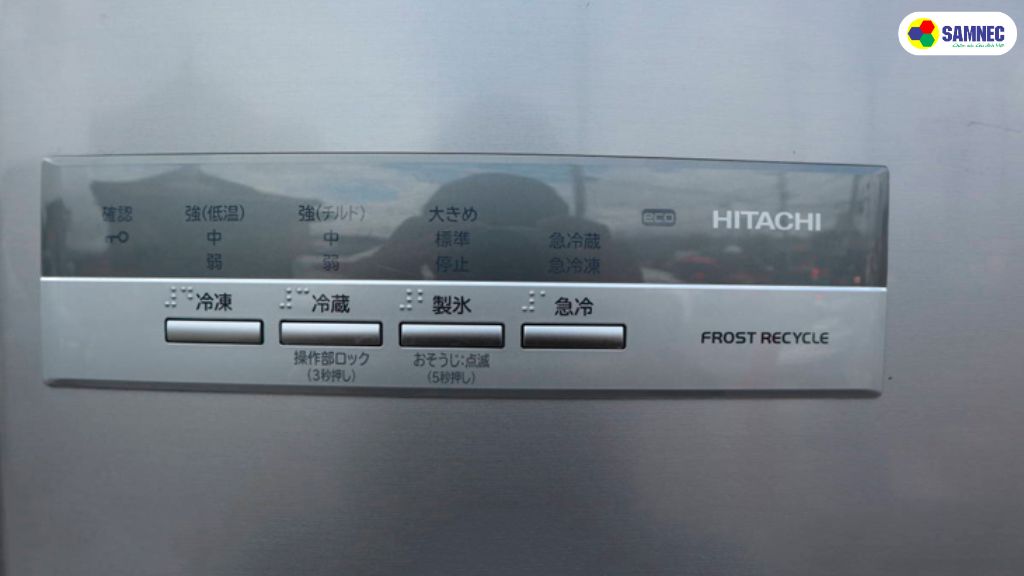 SAMNEC
確認 強(低温) 強(チルド) 大きめ eco HITACHI
中 中 標準 急冷蔵
弱 弱 停止 急冷凍
冷凍 冷蔵 製氷 急冷
FROST RECYCLE
操作部ロック おそうじ:点滅
(3秒押し) (5秒押し)